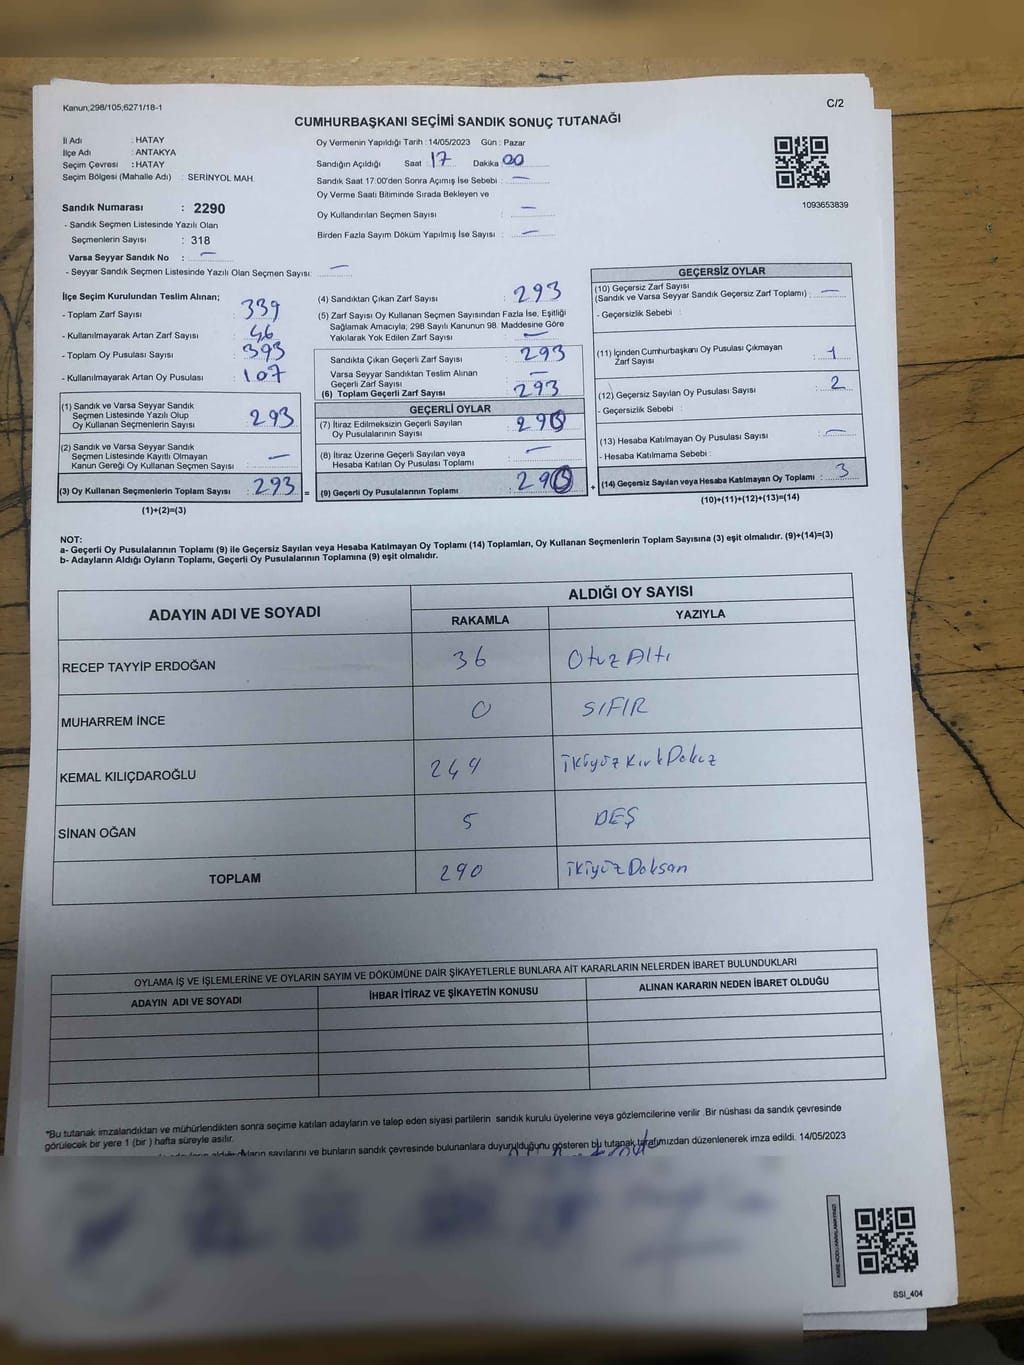 Kanun;298/105;6271/18-1
C/2
CUMHURBAŞKANI SEÇİMİ SANDIK SONUÇ TUTANAĞI
İl Adı : HATAY
İlçe Adı : ANTAKYA
Seçim Çevresi : HATAY
Seçim Bölgesi (Mahalle Adı) : SERİNYOL MAH.
Oy Vermenin Yapıldığı Tarih : 14/05/2023 Gün : Pazar
Sandığın Açıldığı Saat 17 Dakika 00
Sandık Saat 17:00'den Sonra Açımış İse Sebebi : —
Oy Verme Saati Bitiminde Sırada Bekleyen ve
Oy Kullandırılan Seçmen Sayısı : —
Birden Fazla Sayım Döküm Yapılmış İse Sayısı : —
1093653839
Sandık Numarası : 2290
- Sandık Seçmen Listesinde Yazılı Olan
Seçmenlerin Sayısı : 318
Varsa Seyyar Sandık No : —
- Seyyar Sandık Seçmen Listesinde Yazılı Olan Seçmen Sayısı: —
İlçe Seçim Kurulundan Teslim Alınan;
- Toplam Zarf Sayısı : 339
- Kullanılmayarak Artan Zarf Sayısı : 46
- Toplam Oy Pusulası Sayısı : 393
- Kullanılmayarak Artan Oy Pusulası : 107
(1) Sandık ve Varsa Seyyar Sandık
Seçmen Listesinde Yazılı Olup
Oy Kullanan Seçmenlerin Sayısı : 293
(2) Sandık ve Varsa Seyyar Sandık
Seçmen Listesinde Kayıtlı Olmayan
Kanun Gereği Oy Kullanan Seçmen Sayısı : —
(3) Oy Kullanan Seçmenlerin Toplam Sayısı : 293 =
(1)+(2)=(3)
(4) Sandıktan Çıkan Zarf Sayısı : 293
(5) Zarf Sayısı Oy Kullanan Seçmen Sayısından Fazla İse, Eşitliği
Sağlamak Amacıyla; 298 Sayılı Kanunun 98. Maddesine Göre
Yakılarak Yok Edilen Zarf Sayısı : —
Sandıkta Çıkan Geçerli Zarf Sayısı : 293
Varsa Seyyar Sandıktan Teslim Alınan
Geçerli Zarf Sayısı : —
(6) Toplam Geçerli Zarf Sayısı : 293
GEÇERLİ OYLAR
(7) İtiraz Edilmeksizin Geçerli Sayılan
Oy Pusulalarının Sayısı : 290
(8) İtiraz Üzerine Geçerli Sayılan veya
Hesaba Katılan Oy Pusulası Toplamı : —
(9) Geçerli Oy Pusulalarının Toplamı : 290 +
GEÇERSİZ OYLAR
(10) Geçersiz Zarf Sayısı
(Sandık ve Varsa Seyyar Sandık Geçersiz Zarf Toplamı) : —
- Geçersizlik Sebebi :
(11) İçinden Cumhurbaşkanı Oy Pusulası Çıkmayan
Zarf Sayısı : 1
(12) Geçersiz Sayılan Oy Pusulası Sayısı : 2
- Geçersizlik Sebebi :
(13) Hesaba Katılmayan Oy Pusulası Sayısı : —
- Hesaba Katılmama Sebebi :
(14) Geçersiz Sayılan veya Hesaba Katılmayan Oy Toplamı : 3
(10)+(11)+(12)+(13)=(14)
NOT:
a- Geçerli Oy Pusulalarının Toplamı (9) ile Geçersiz Sayılan veya Hesaba Katılmayan Oy Toplamı (14) Toplamları, Oy Kullanan Seçmenlerin Toplam Sayısına (3) eşit olmalıdır. (9)+(14)=(3)
b- Adayların Aldığı Oyların Toplamı, Geçerli Oy Pusulalarının Toplamına (9) eşit olmalıdır.
ADAYIN ADI VE SOYADI
ALDIĞI OY SAYISI
RAKAMLA YAZIYLA
RECEP TAYYİP ERDOĞAN 36 Otuz Altı
MUHARREM İNCE 0 SIFIR
KEMAL KILIÇDAROĞLU 249 ikiyüz Kırk Dokuz
SİNAN OĞAN 5 BEŞ
TOPLAM 290 ikiyüz Doksan
OYLAMA İŞ VE İŞLEMLERİNE VE OYLARIN SAYIM VE DÖKÜMÜNE DAİR ŞİKAYETLERLE BUNLARA AİT KARARLARIN NELERDEN İBARET BULUNDUKLARI
ADAYIN ADI VE SOYADI İHBAR İTİRAZ VE ŞİKAYETİN KONUSU ALINAN KARARIN NEDEN İBARET OLDUĞU
*Bu tutanak imzalandıktan ve mühürlendikten sonra seçime katılan adayların ve talep eden siyasi partilerin sandık kurulu üyelerine veya gözlemcilerine verilir. Bir nüshası da sandık çevresinde
görülecek bir yere 1 (bir) hafta süreyle asılır.
sayılarını ve bunların sandık çevresinde bulunanlara duyurulduğunu gösteren bu tutanak tarafımızdan düzenlenerek imza edildi. 14/05/2023
SSI_404